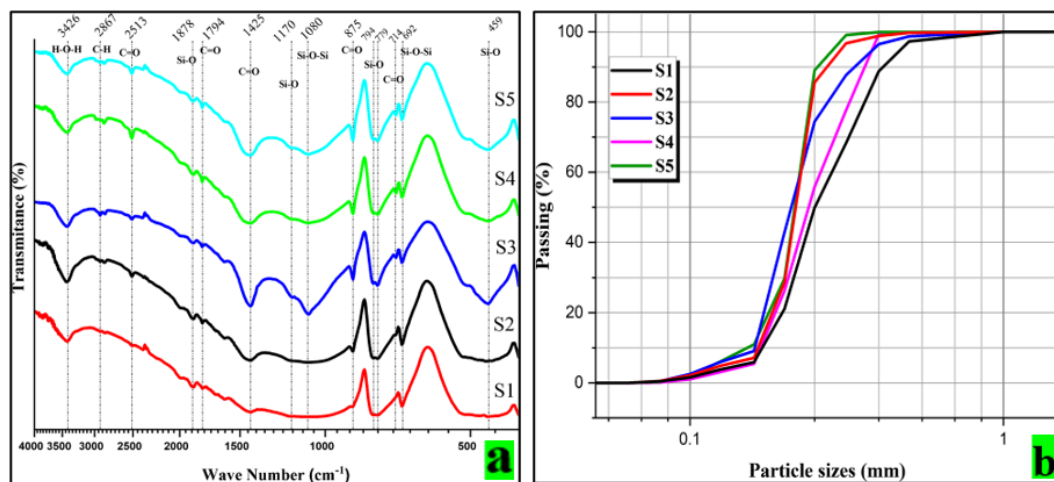 3426 2867 2513 1878 1794 1425 1170 1080 875 794 779 714 692 459
H-O-H C-H C=O Si-O C=O C=O Si-O Si-O-Si C=O Si-O C=O Si-O-Si Si-O
S5
S4
S3
S2
S1
Transmitance (%)
4000 3500 3000 2500 2000 1500 1000 500
Wave Number (cm-1)
a
100
80
60
40
20
0
Passing (%)
S1
S2
S3
S4
S5
0.1 1
Particle sizes (mm)
b